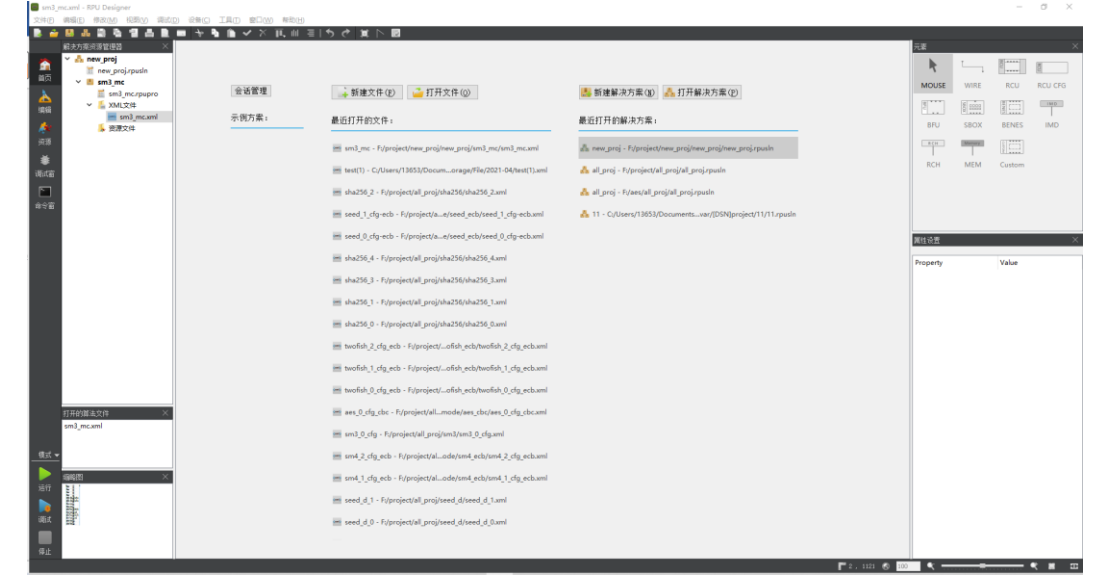 sm3_mc.xml - RPU Designer
文件(F) 编辑(E) 修改(M) 视图(V) 调试(D) 设备(C) 工具(T) 窗口(W) 帮助(H)
解决方案资源管理器
首页
编辑
资源
调试窗
命令窗
模式
运行
调试
停止
new_proj
new_proj.rpusln
sm3_mc
sm3_mc.rpupro
XML文件
sm3_mc.xml
资源文件
打开的算法文件
sm3_mc.xml
缩略图
会话管理
示例方案：
新建文件(F) 打开文件(O)
最近打开的文件：
sm3_mc - F:/project/new_proj/new_proj/sm3_mc/sm3_mc.xml
test(1) - C:/Users/13653/Docum...orage/File/2021-04/test(1).xml
sha256_2 - F:/project/all_proj/sha256/sha256_2.xml
seed_1_cfg-ecb - F:/project/a...e/seed_ecb/seed_1_cfg-ecb.xml
seed_0_cfg-ecb - F:/project/a...e/seed_ecb/seed_0_cfg-ecb.xml
sha256_4 - F:/project/all_proj/sha256/sha256_4.xml
sha256_3 - F:/project/all_proj/sha256/sha256_3.xml
sha256_1 - F:/project/all_proj/sha256/sha256_1.xml
sha256_0 - F:/project/all_proj/sha256/sha256_0.xml
twofish_2_cfg_ecb - F:/project/...ofish_ecb/twofish_2_cfg_ecb.xml
twofish_1_cfg_ecb - F:/project/...ofish_ecb/twofish_1_cfg_ecb.xml
twofish_0_cfg_ecb - F:/project/...ofish_ecb/twofish_0_cfg_ecb.xml
aes_0_cfg_cbc - F:/project/all...mode/aes_cbc/aes_0_cfg_cbc.xml
sm3_0_cfg - F:/project/all_proj/sm3/sm3_0_cfg.xml
sm4_2_cfg_ecb - F:/project/al...ode/sm4_ecb/sm4_2_cfg_ecb.xml
sm4_1_cfg_ecb - F:/project/al...ode/sm4_ecb/sm4_1_cfg_ecb.xml
seed_d_1 - F:/project/all_proj/seed_d/seed_d_1.xml
seed_d_0 - F:/project/all_proj/seed_d/seed_d_0.xml
新建解决方案(N) 打开解决方案(P)
最近打开的解决方案：
new_proj - F:/project/new_proj/new_proj/new_proj.rpusln
all_proj - F:/project/all_proj/all_proj.rpusln
all_proj - F:/aes/all_proj/all_proj.rpusln
11 - C:/Users/13653/Documents...var/[DSN]project/11/11.rpusln
元素
MOUSE WIRE RCU RCU CFG
BFU SBOX BENES IMD
RCH MEM Custom
属性设置
Property Value
2 , 1121 100